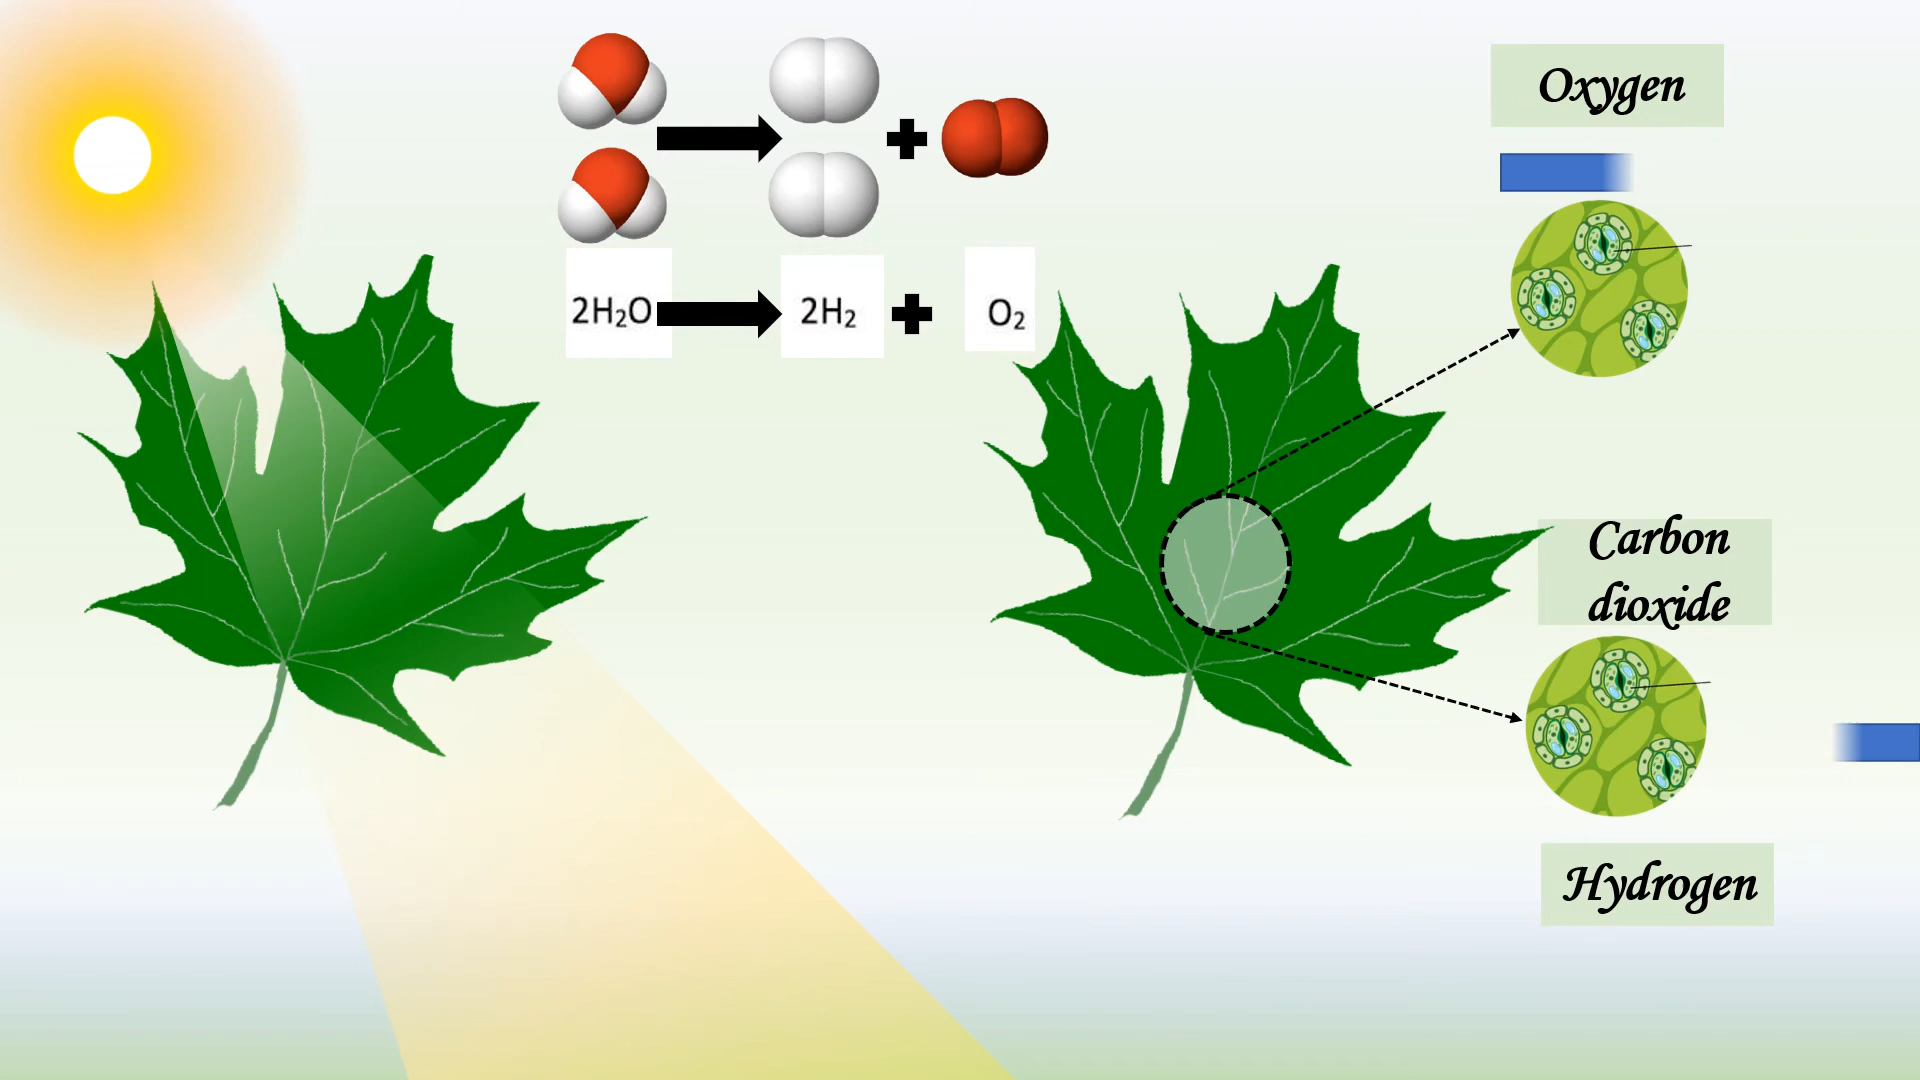 Oxygen
2H₂O 2H₂ O₂
Carbon
dioxide
Hydrogen